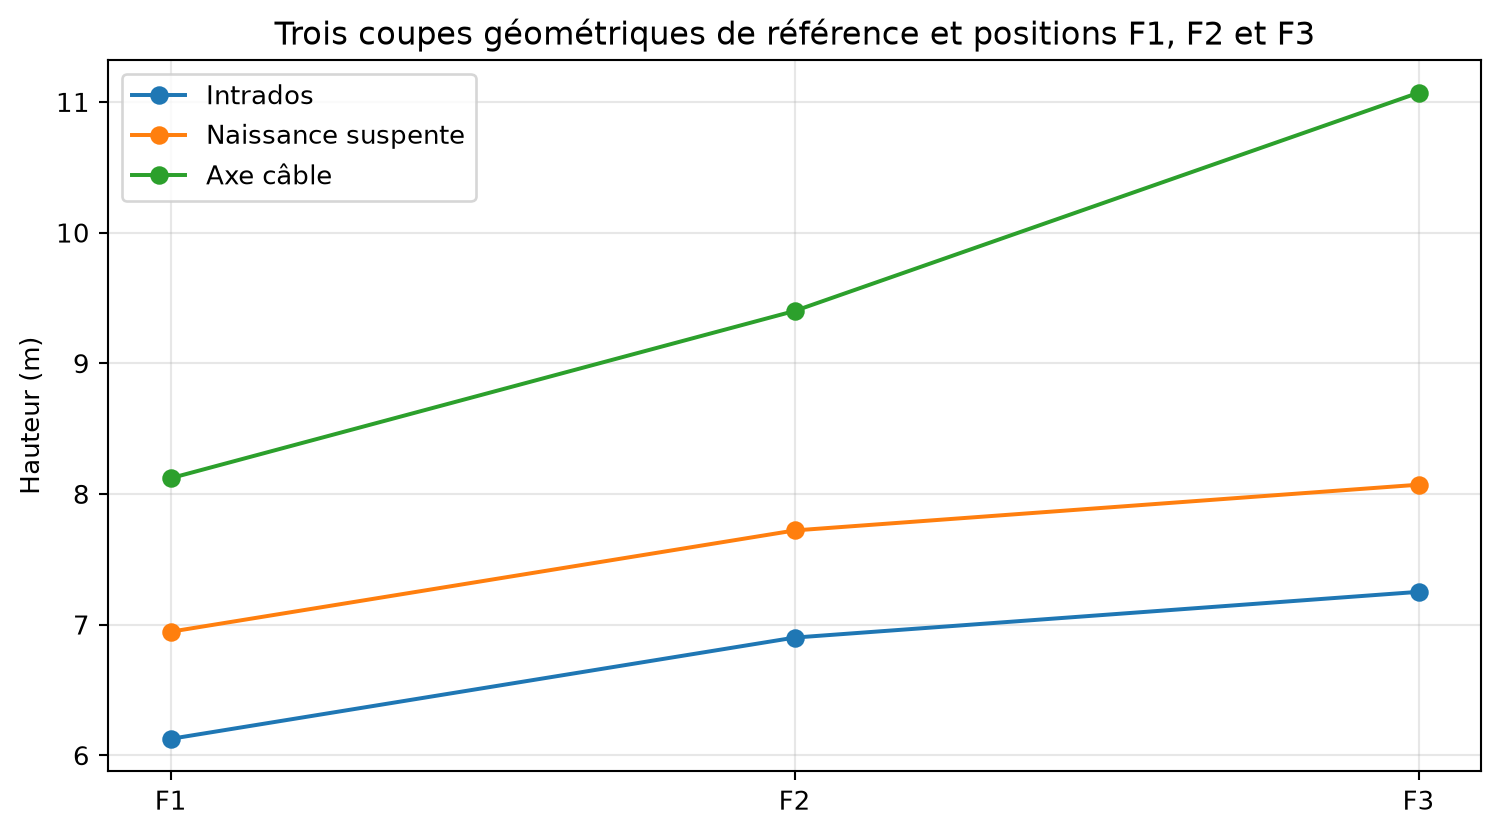 Trois coupes géométriques de référence et positions F1, F2 et F3
Intrados
Naissance suspente
Axe câble
Hauteur (m)
11
10
9
8
7
6
F1
F2
F3